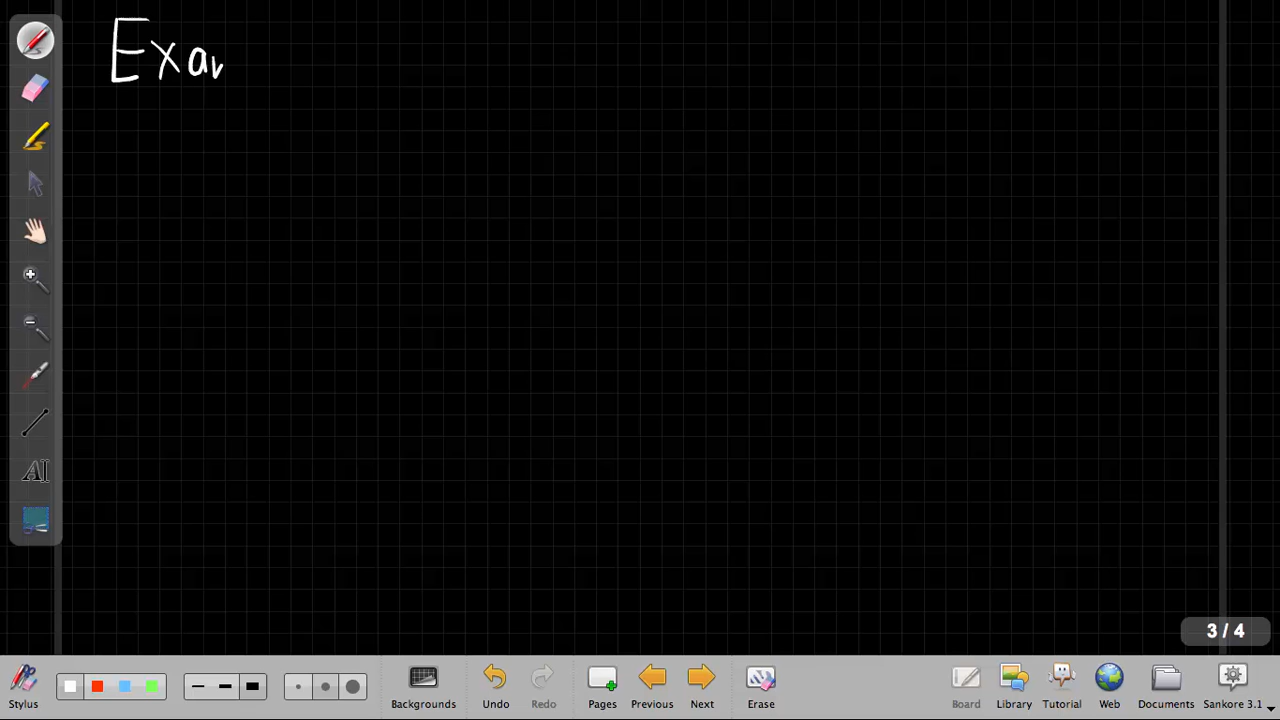 Exa
AI
3 / 4
Stylus
Backgrounds
Undo
Redo
Pages
Previous
Next
Erase
Board
Library
Tutorial
Web
Documents
Sankore 3.1